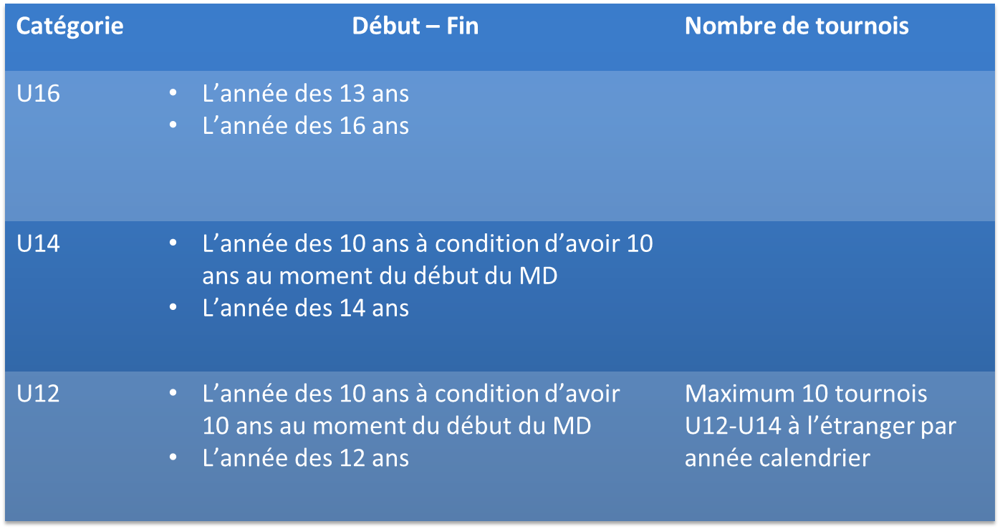 Catégorie Début – Fin Nombre de tournois
U16 • L’année des 13 ans
• L’année des 16 ans
U14 • L’année des 10 ans à condition d’avoir 10
ans au moment du début du MD
• L’année des 14 ans
U12 • L’année des 10 ans à condition d’avoir Maximum 10 tournois
10 ans au moment du début du MD U12-U14 à l’étranger par
• L’année des 12 ans année calendrier